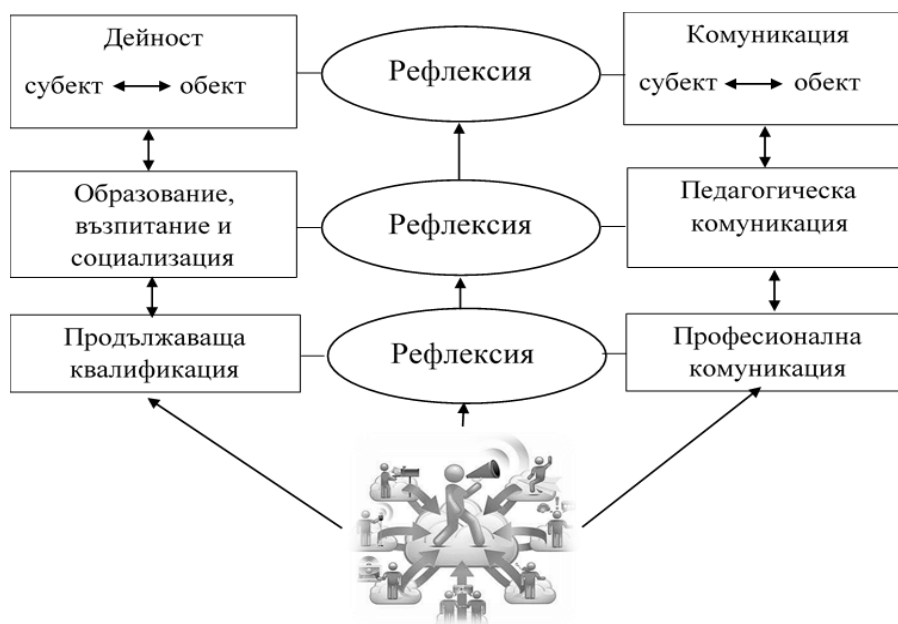 Дейност
субект обект
Рефлексия
Комуникация
субект обект
Образование,
възпитание и
социализация
Рефлексия
Педагогическа
комуникация
Продължаваща
квалификация
Рефлексия
Професионална
комуникация